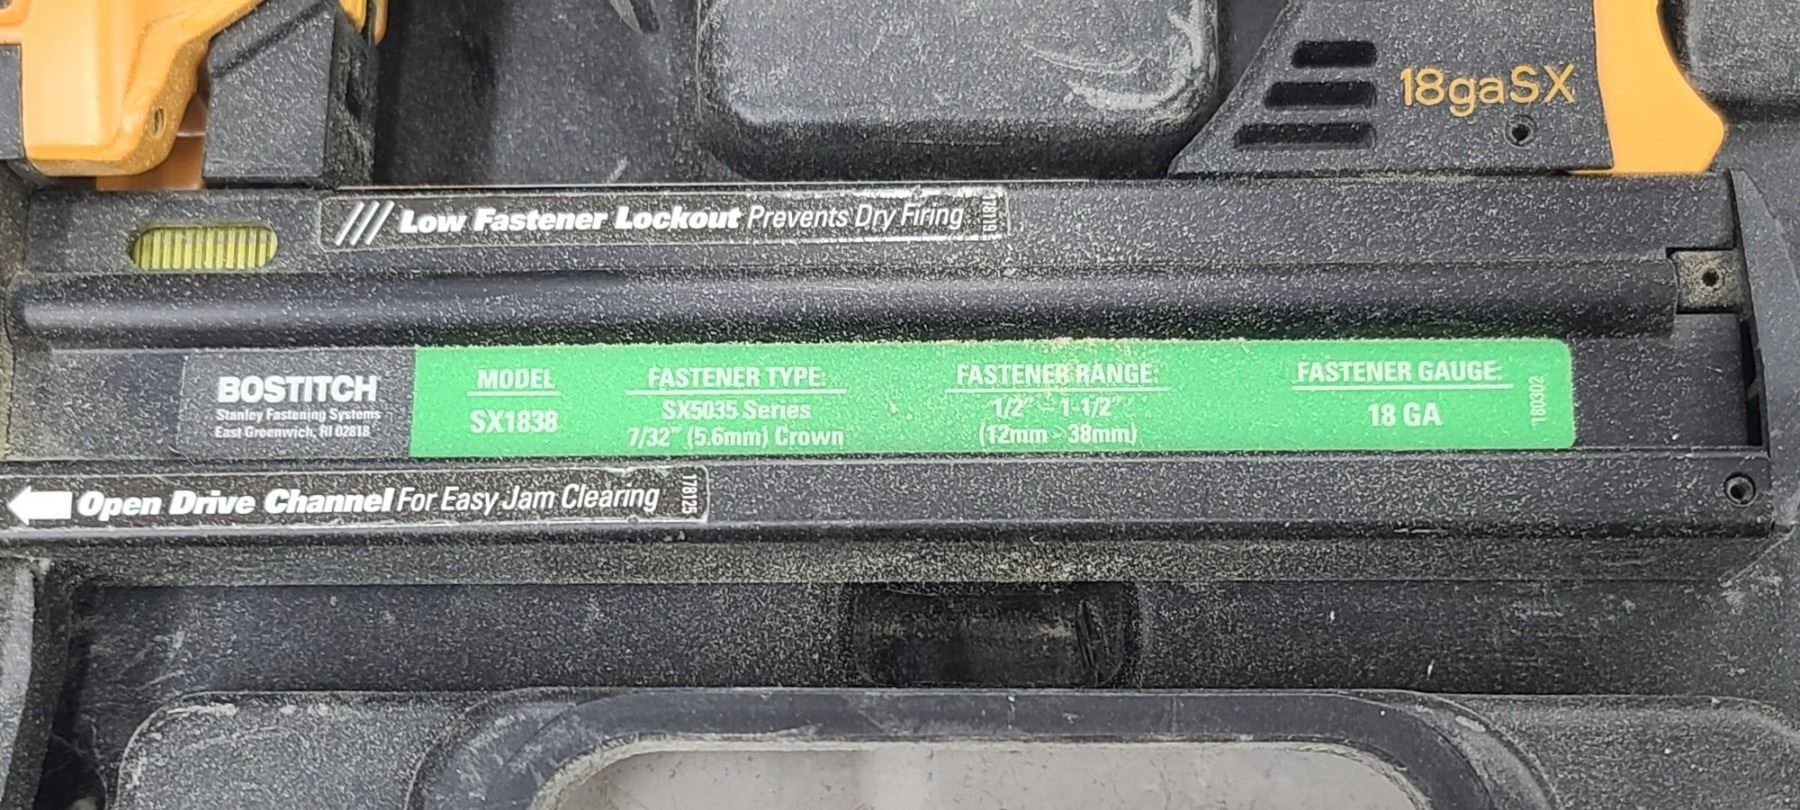 18gaSX
/// Low Fastener Lockout Prevents Dry Firing
178119
BOSTITCH
Stanley Fastening Systems
East Greenwich, RI 02818
MODEL
SX1838
FASTENER TYPE:
SX5035 Series
7/32" (5.6mm) Crown
FASTENER RANGE:
1/2" - 1-1/2"
(12mm - 38mm)
FASTENER GAUGE:
18 GA
180302
Open Drive Channel For Easy Jam Clearing
178125